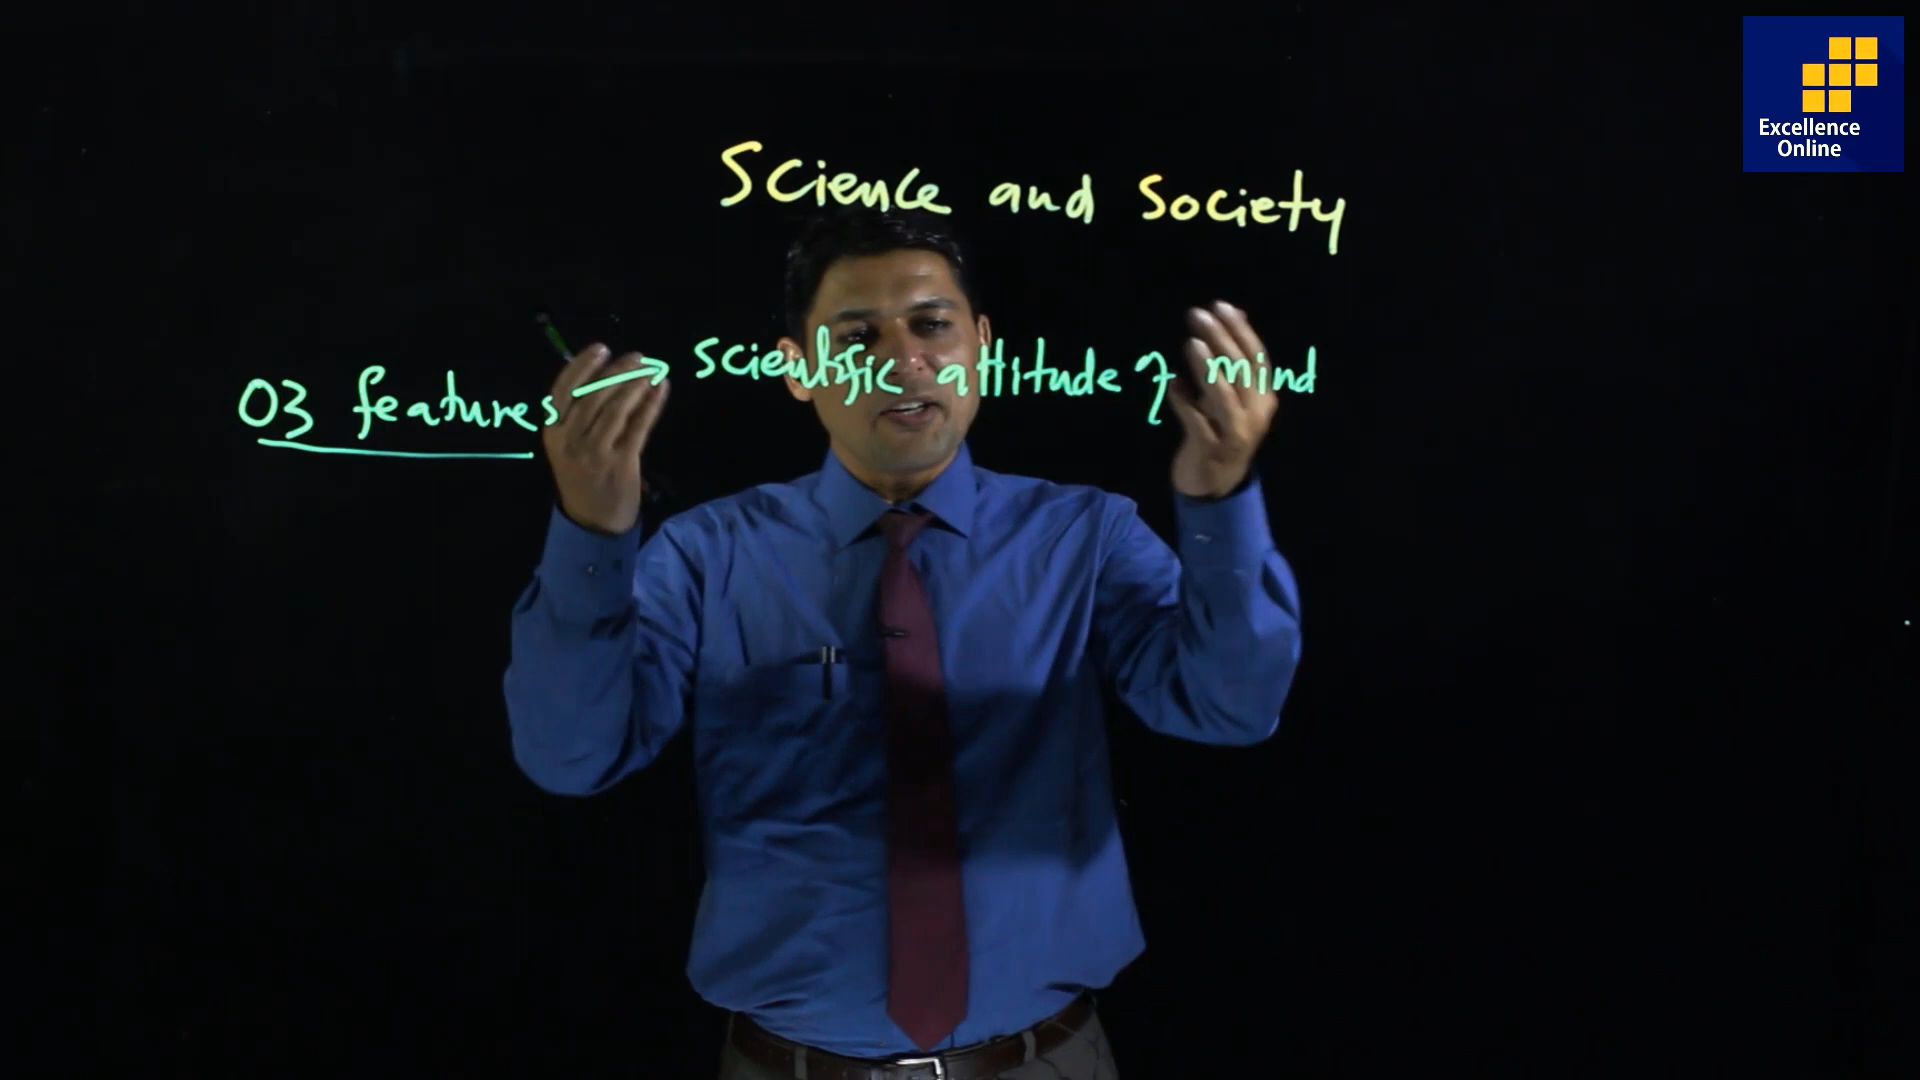 Excellence
Online
Science and Society
03 features → scientific attitude of mind